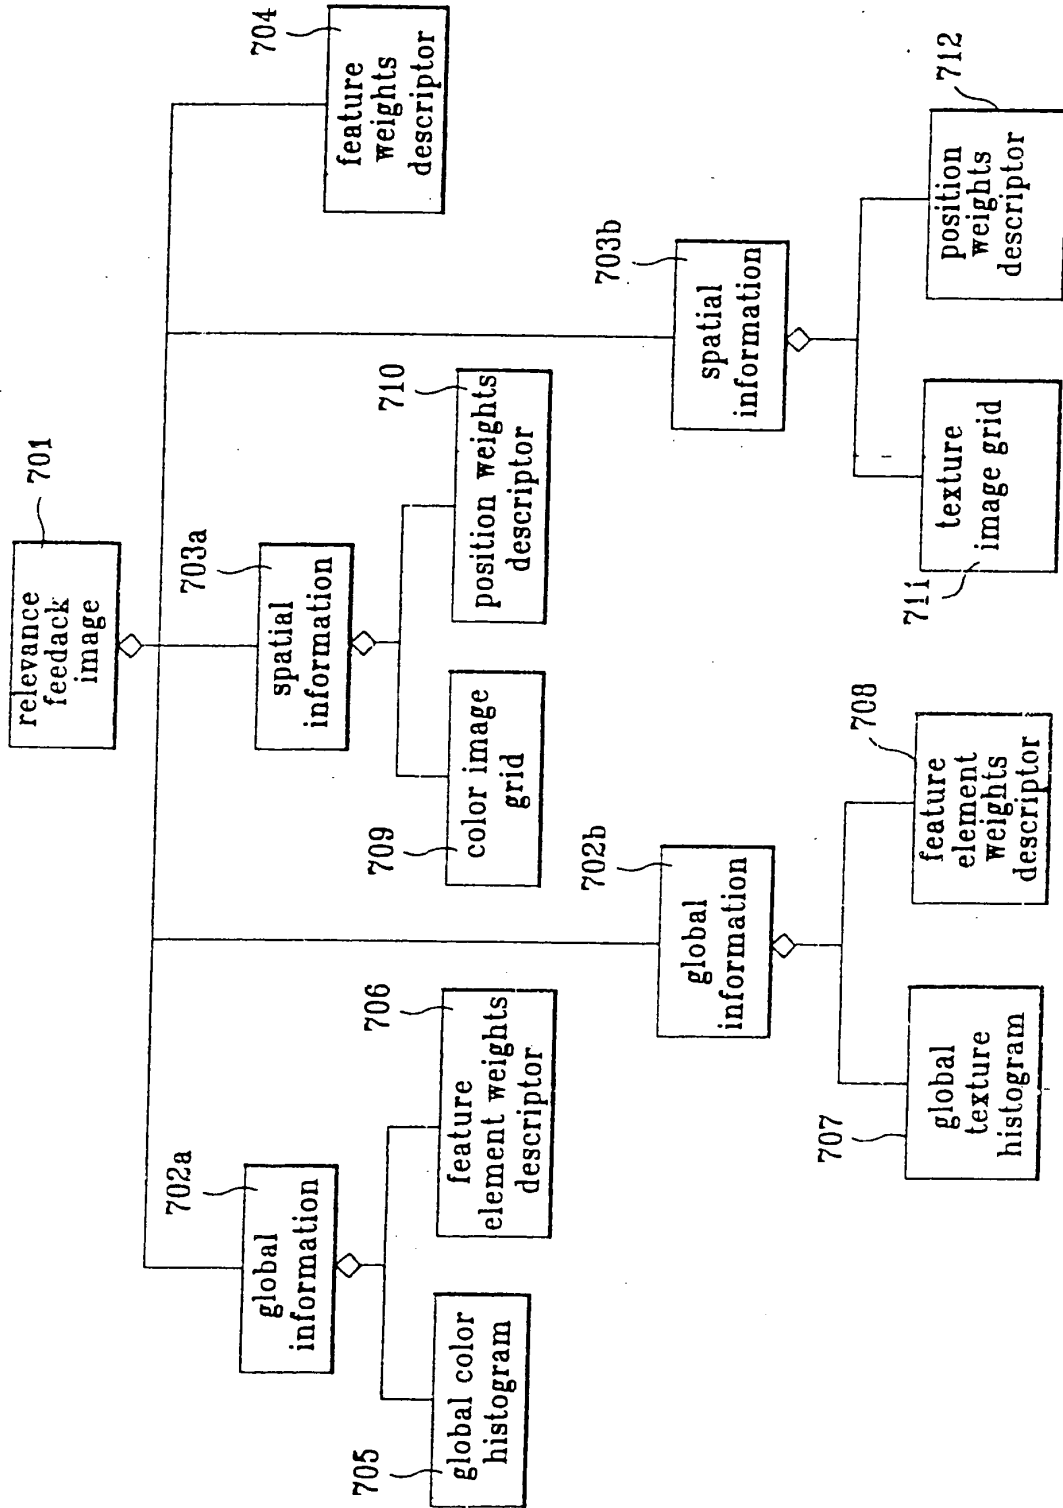 701
relevance
feedack
image
702a
global
information
703a
spatial
information
704
feature
weights
descriptor
705
global color
histogram
706
feature
element weights
descriptor
709
color image
grid
710
position weights
descriptor
702b
global
information
703b
spatial
information
707
global
texture
histogram
708
feature
element
weights
descriptor
711
texture
image grid
712
position
weights
descriptor